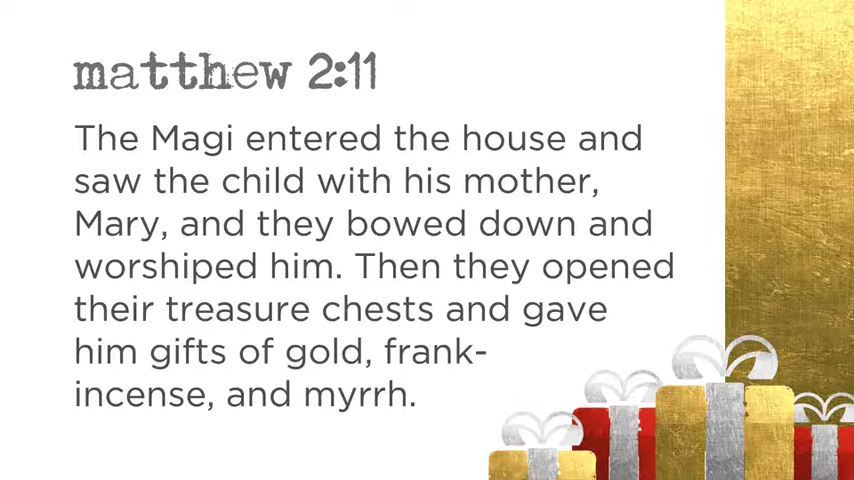 matthew 2:11
The Magi entered the house and
saw the child with his mother,
Mary, and they bowed down and
worshiped him. Then they opened
their treasure chests and gave
him gifts of gold, frank-
incense, and myrrh.